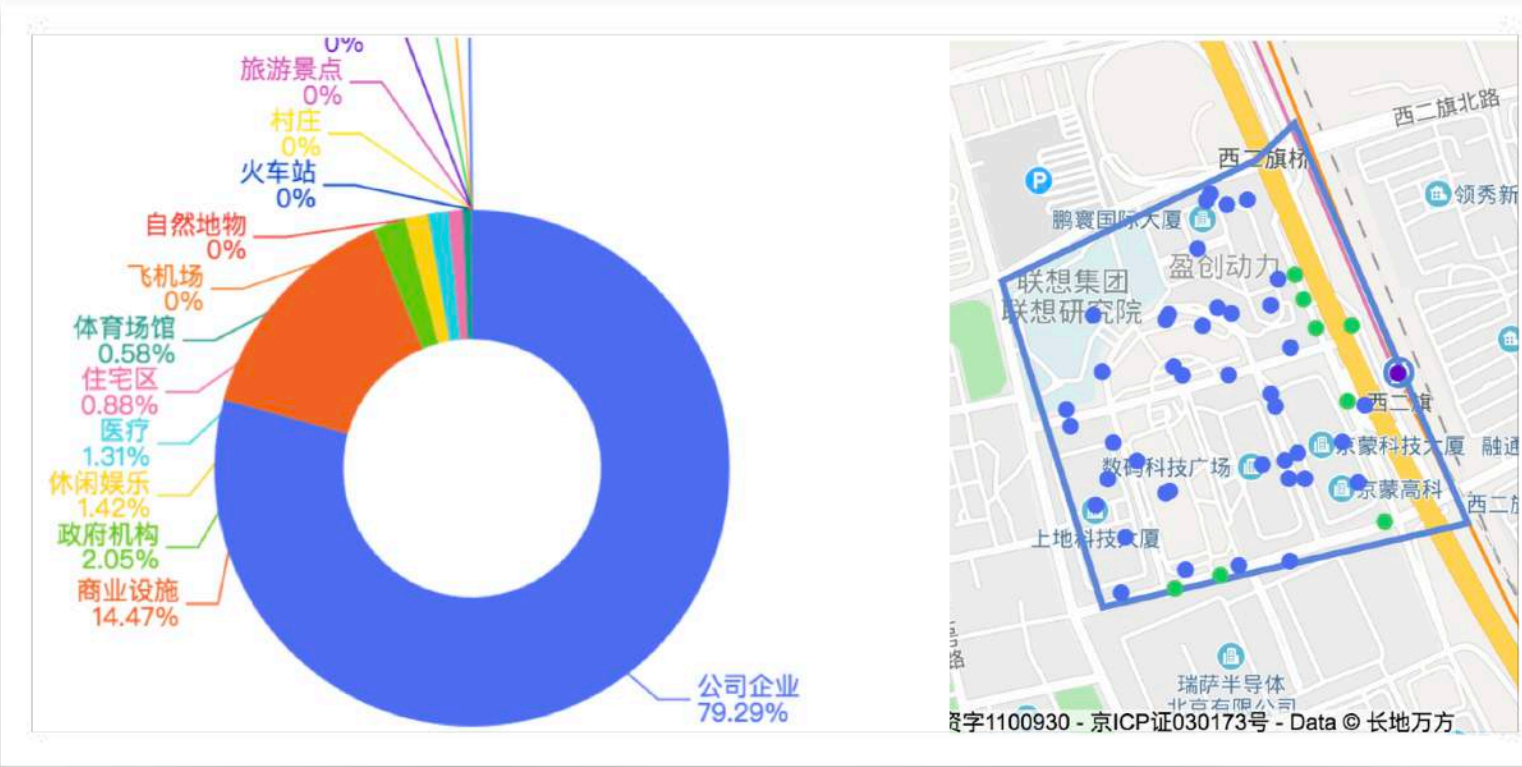 0%
旅游景点
0%
村庄
0%
火车站
0%
自然地物
0%
飞机场
0%
体育场馆
0.58%
住宅区
0.88%
医疗
1.31%
休闲娱乐
1.42%
政府机构
2.05%
商业设施
14.47%
公司企业
79.29%
西二旗北路
西二旗桥
P
领秀新
鹏寰国际大厦
盈创动力
联想集团
联想研究院
西二旗
京蒙科技大厦
融通
数码科技广场
京蒙高科
西二旗
上地科技大厦
路
瑞萨半导体
北京有限公司
资字1100930 - 京ICP证030173号 - Data © 长地万方